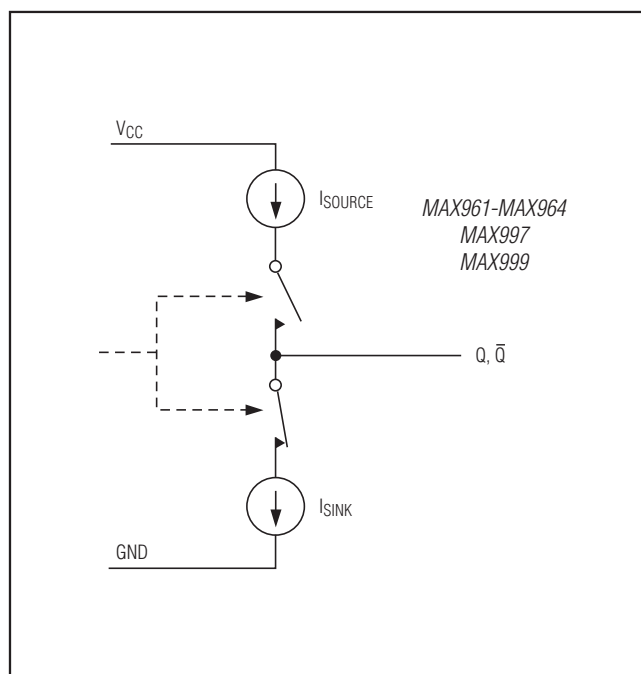 VCC
ISOURCE
MAX961-MAX964
MAX997
MAX999
Q, Q̅
ISINK
GND